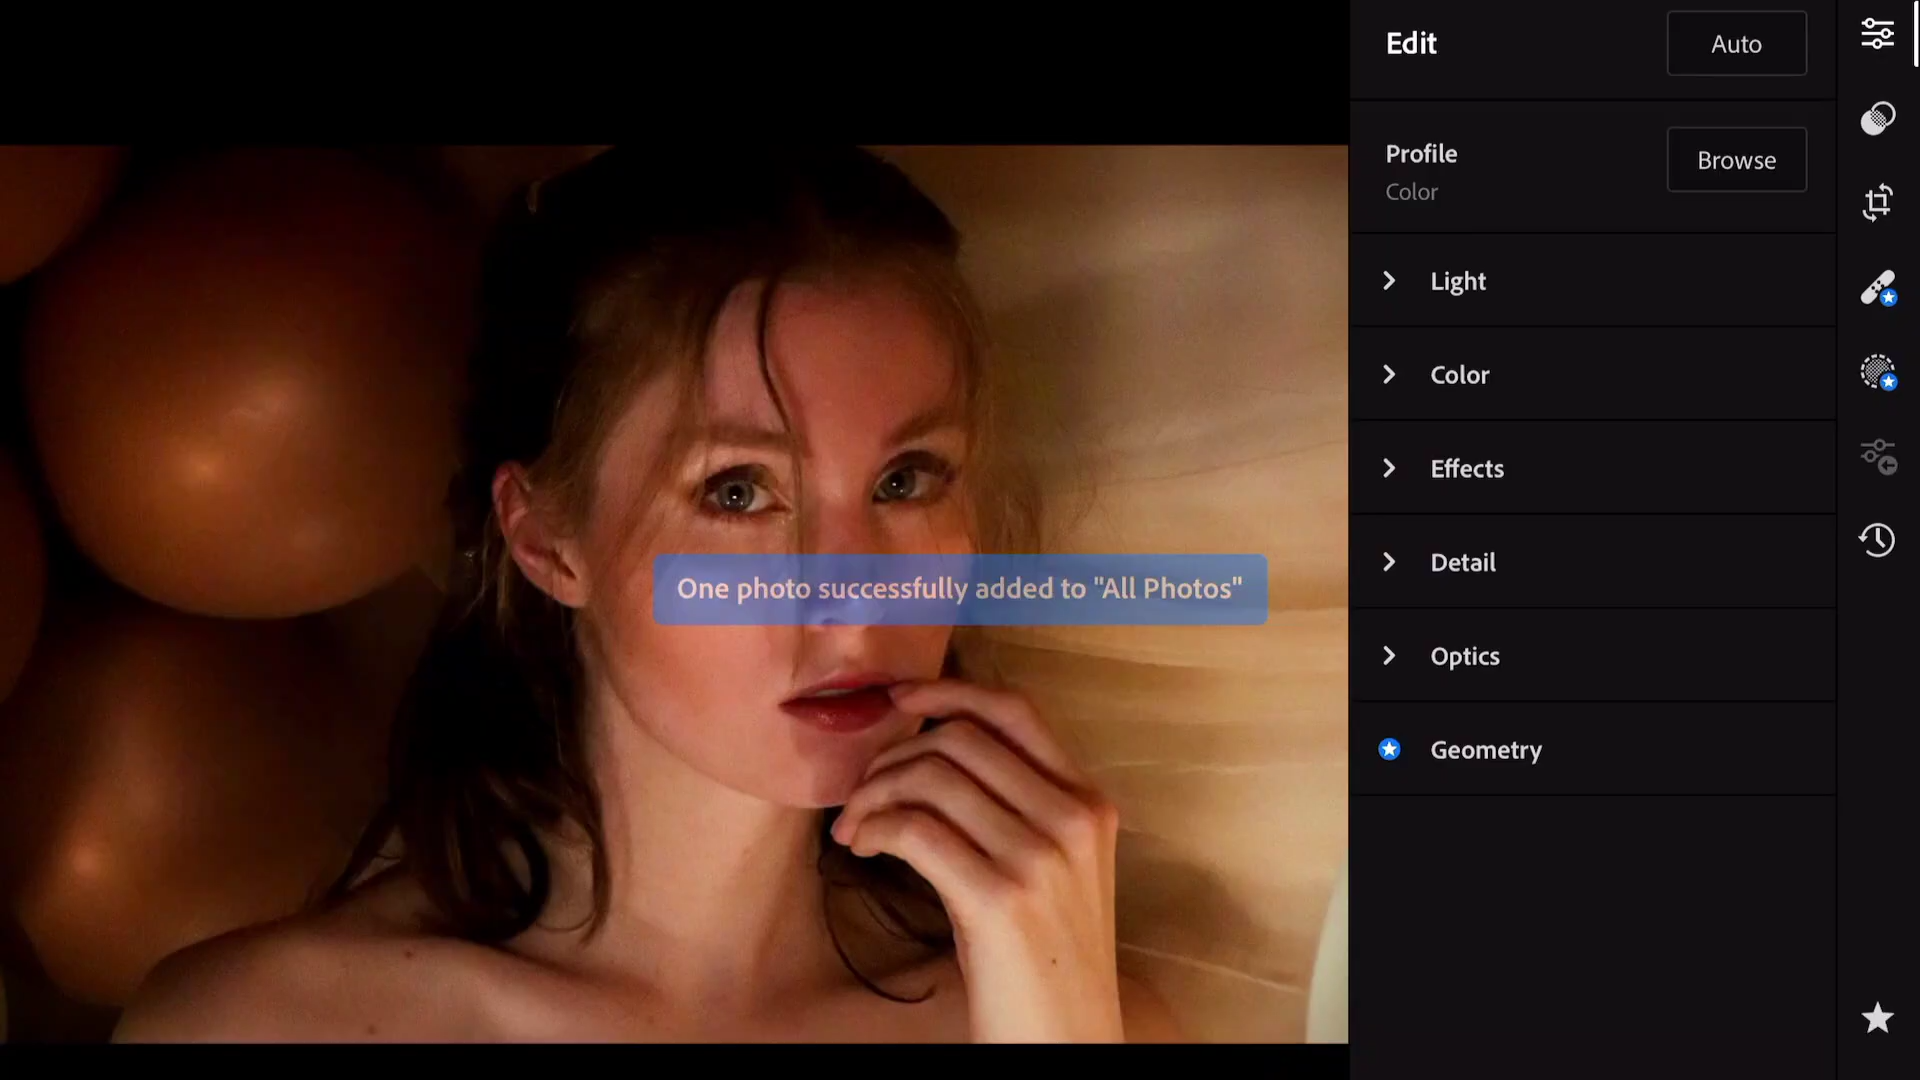 Edit
Auto
Profile
Color
Browse
Light
Color
Effects
Detail
Optics
Geometry
One photo successfully added to "All Photos"